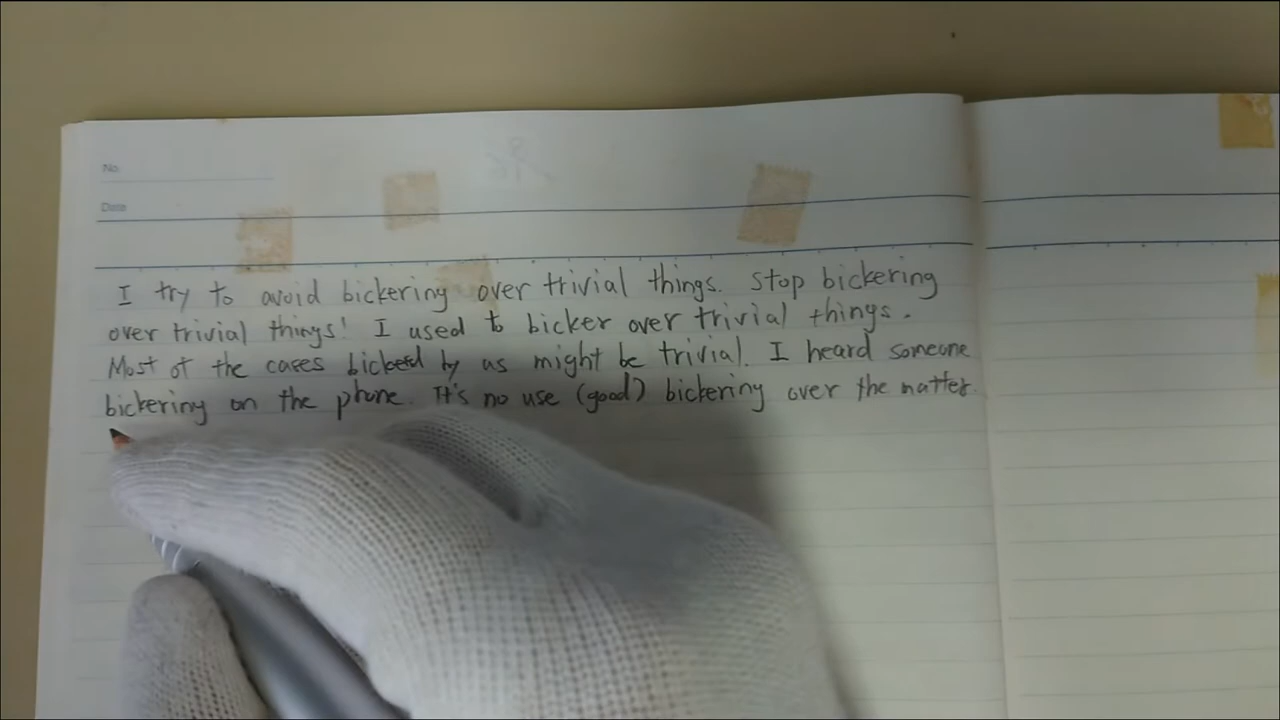 No.
Date
I try to avoid bickering over trivial things. Stop bickering
over trivial things! I used to bicker over trivial things.
Most of the cases bickered by us might be trivial. I heard someone
bickering on the phone. It's no use (good) bickering over the matter.